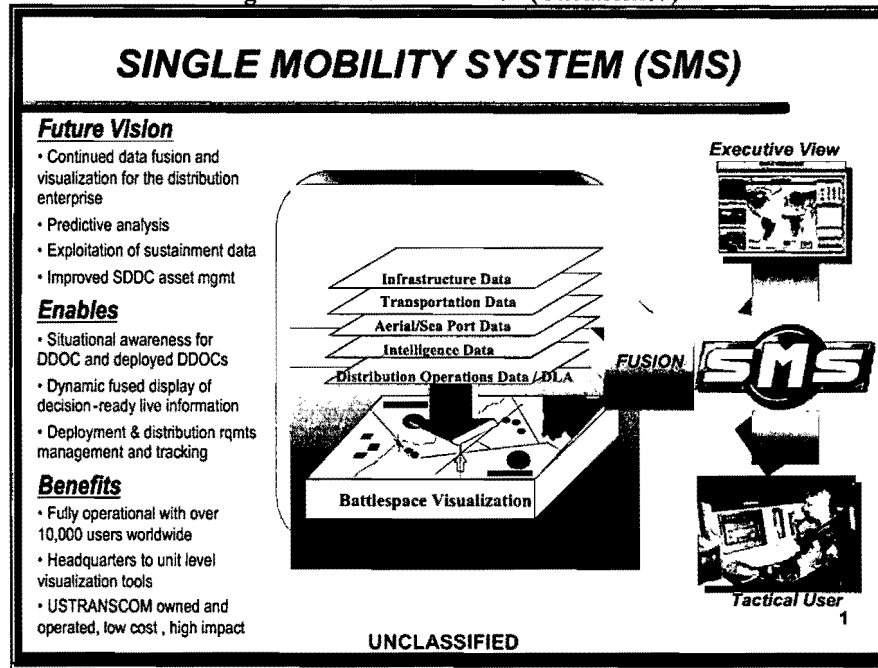 SINGLE MOBILITY SYSTEM (SMS)
Future Vision
• Continued data fusion and
visualization for the distribution
enterprise
• Predictive analysis
• Exploitation of sustainment data
• Improved SDDC asset mgmt
Enables
• Situational awareness for
DDOC and deployed DDOCs
• Dynamic fused display of
decision-ready live information
• Deployment & distribution rqmts
management and tracking
Benefits
• Fully operational with over
10,000 users worldwide
• Headquarters to unit level
visualization tools
• USTRANSCOM owned and
operated, low cost , high impact
Infrastructure Data
Transportation Data
Aerial/Sea Port Data
Intelligence Data
Distribution Operations Data / DLA
Battlespace Visualization
FUSION
Executive View
SMS
Tactical User
1
UNCLASSIFIED